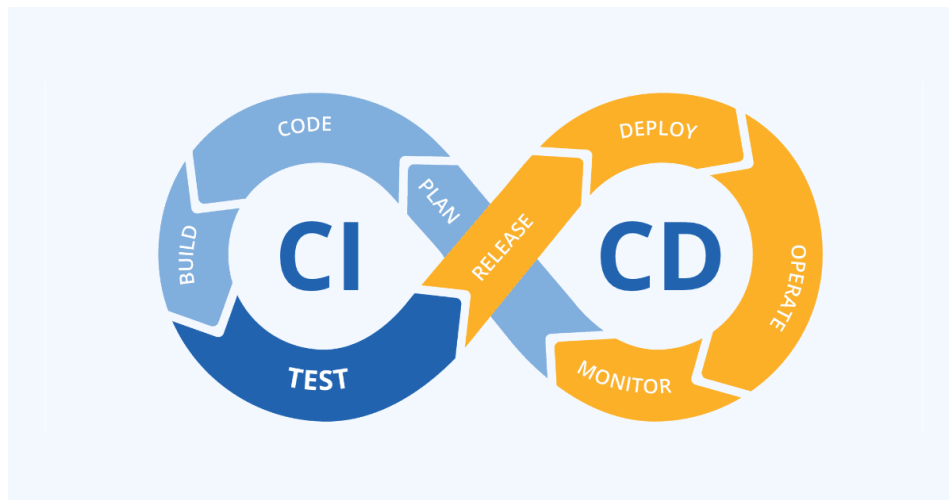 CODE
BUILD
CI
PLAN
TEST
RELEASE
DEPLOY
CD
OPERATE
MONITOR